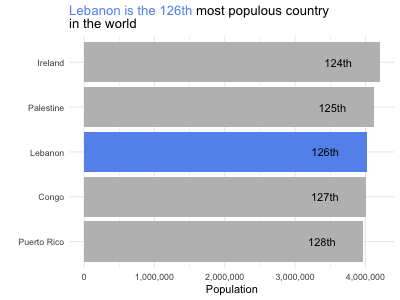 Lebanon is the 126th most populous country
in the world
Ireland
124th
Palestine
125th
Lebanon
126th
Congo
127th
Puerto Rico
128th
0
1,000,000
2,000,000
3,000,000
4,000,000
Population